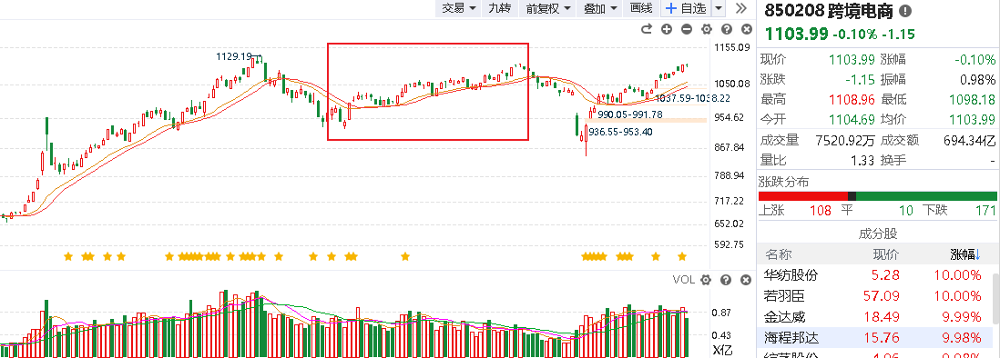 交易 九转 前复权 叠加 画线 + 自选
850208 跨境电商
1103.99 -0.10% -1.15
1155.09
1129.19
1050.08
1037.59-1038.22
990.05-991.78
954.62
936.55-953.40
867.84
788.94
717.22
652.02
592.75
现价 1103.99 涨幅 -0.10%
涨跌 -1.15 振幅 0.98%
最高 1108.96 最低 1098.18
今开 1104.69 均价 1103.99
成交量 7520.92万 成交额 694.34亿
量比 1.33 换手 -
涨跌分布
上涨 108 平 10 下跌 171
成分股
名称 现价 涨幅↓
华纺股份 5.28 10.00%
若羽臣 57.09 10.00%
金达威 18.49 9.99%
海程邦达 15.76 9.98%
VOL
0.87
0.43
X亿